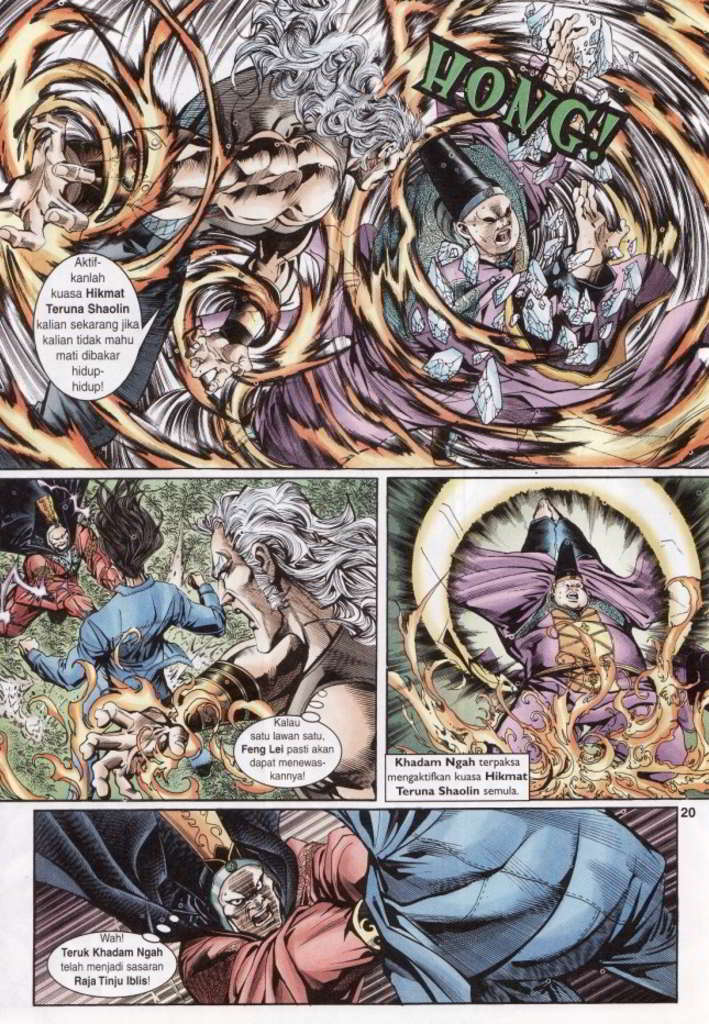 HONG!
Aktif-
kanlah
kuasa Hikmat
Teruna Shaolin
kalian sekarang jika
kalian tidak mahu
mati dibakar
hidup-
hidup!
Kalau
satu lawan satu,
Feng Lei pasti akan
dapat menewas-
kannya!
Khadam Ngah terpaksa
mengaktifkan kuasa Hikmat
Teruna Shaolin semula.
20
Wah!
Teruk Khadam Ngah
telah menjadi sasaran
Raja Tinju Iblis!